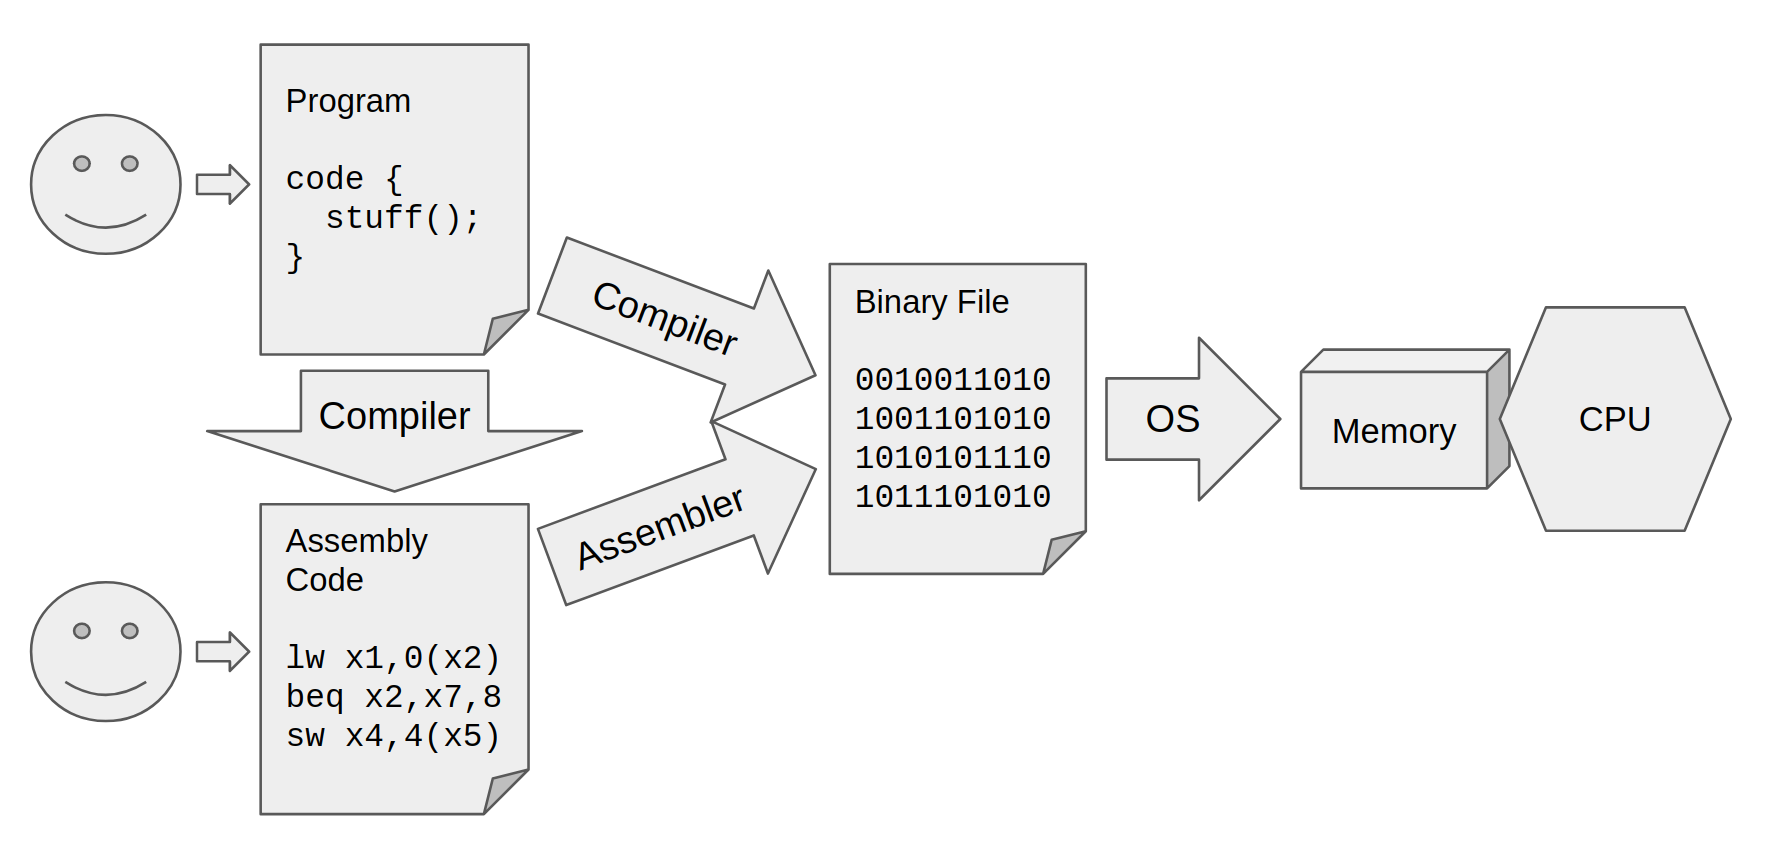 Program
code {
  stuff();
}
Compiler
Compiler
Assembly
Code
lw x1,0(x2)
beq x2,x7,8
sw x4,4(x5)
Assembler
Binary File
0010011010
1001101010
1010101110
1011101010
OS
Memory
CPU